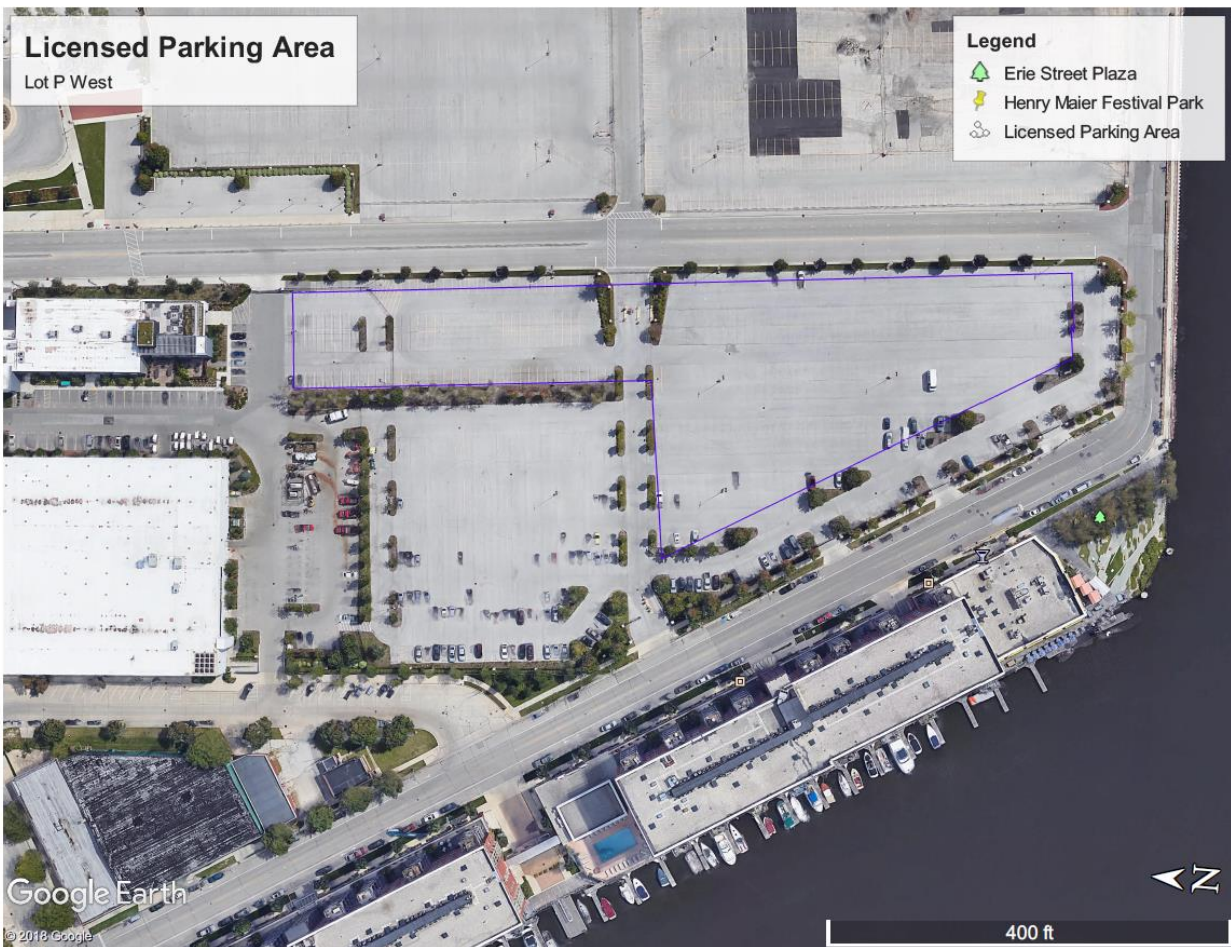 Licensed Parking Area
Lot P West
Legend
Erie Street Plaza
Henry Maier Festival Park
Licensed Parking Area
Google Earth
© 2018 Google
N
400 ft